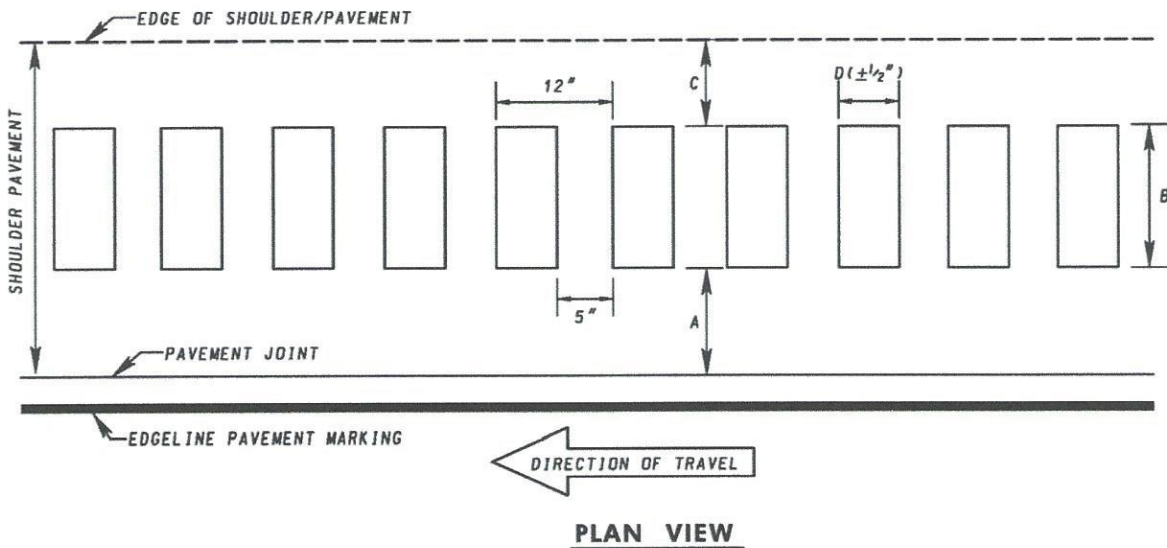 EDGE OF SHOULDER/PAVEMENT
SHOULDER PAVEMENT
12"
C
D(±1/2")
B
5"
A
PAVEMENT JOINT
EDGELINE PAVEMENT MARKING
DIRECTION OF TRAVEL
PLAN VIEW